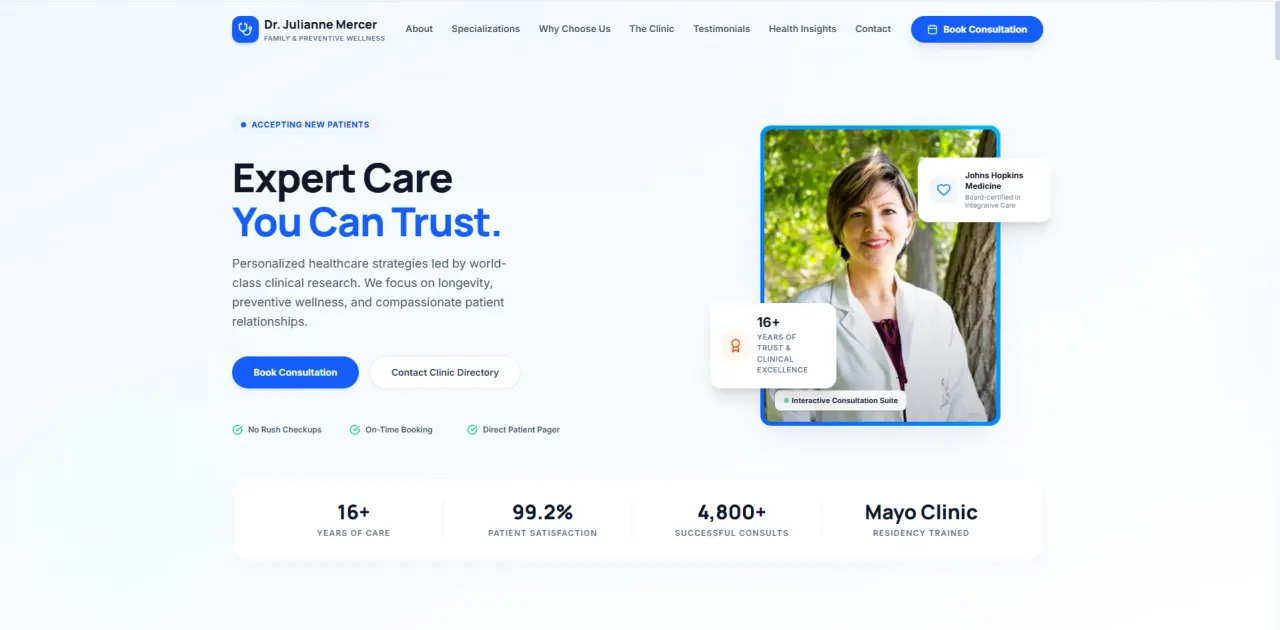 Dr. Julianne Mercer
FAMILY & PREVENTIVE WELLNESS
About
Specializations
Why Choose Us
The Clinic
Testimonials
Health Insights
Contact
Book Consultation
ACCEPTING NEW PATIENTS
Expert Care
You Can Trust.
Personalized healthcare strategies led by world-
class clinical research. We focus on longevity,
preventive wellness, and compassionate patient
relationships.
Book Consultation
Contact Clinic Directory
No Rush Checkups
On-Time Booking
Direct Patient Pager
Johns Hopkins
Medicine
Board-certified in
Integrative Care
16+
YEARS OF
TRUST &
CLINICAL
EXCELLENCE
Interactive Consultation Suite
16+
YEARS OF CARE
99.2%
PATIENT SATISFACTION
4,800+
SUCCESSFUL CONSULTS
Mayo Clinic
RESIDENCY TRAINED